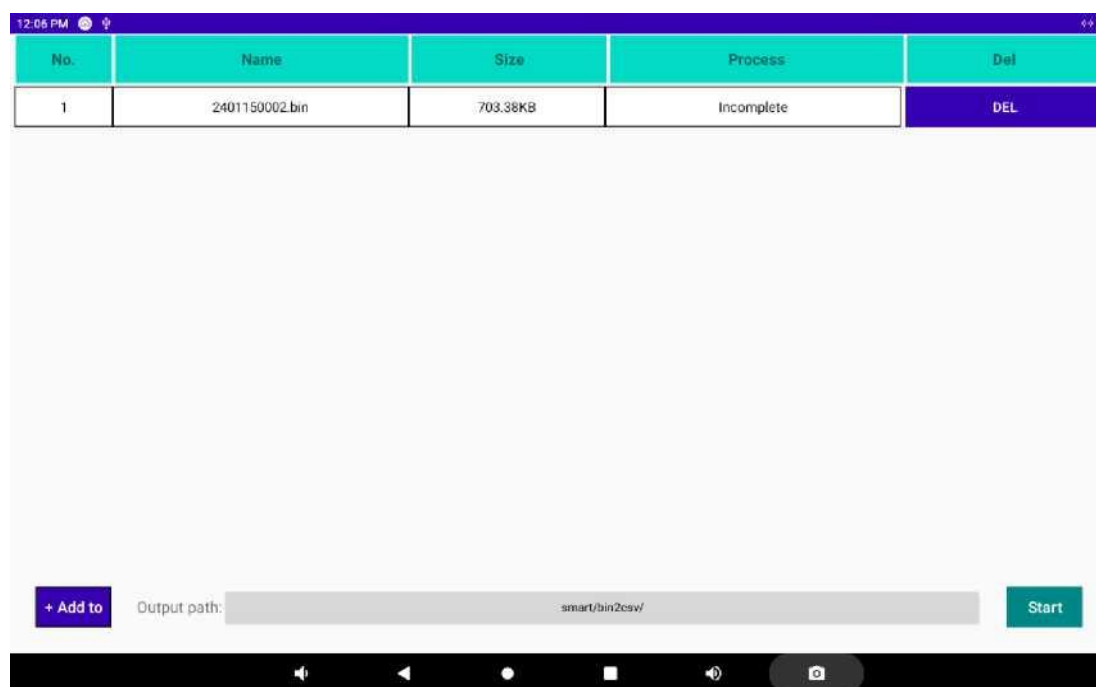 12:06 PM
No. Name Size Process Del
1 2401150002.bin 703.38KB Incomplete DEL
+ Add to Output path: smart/bin2csv/ Start